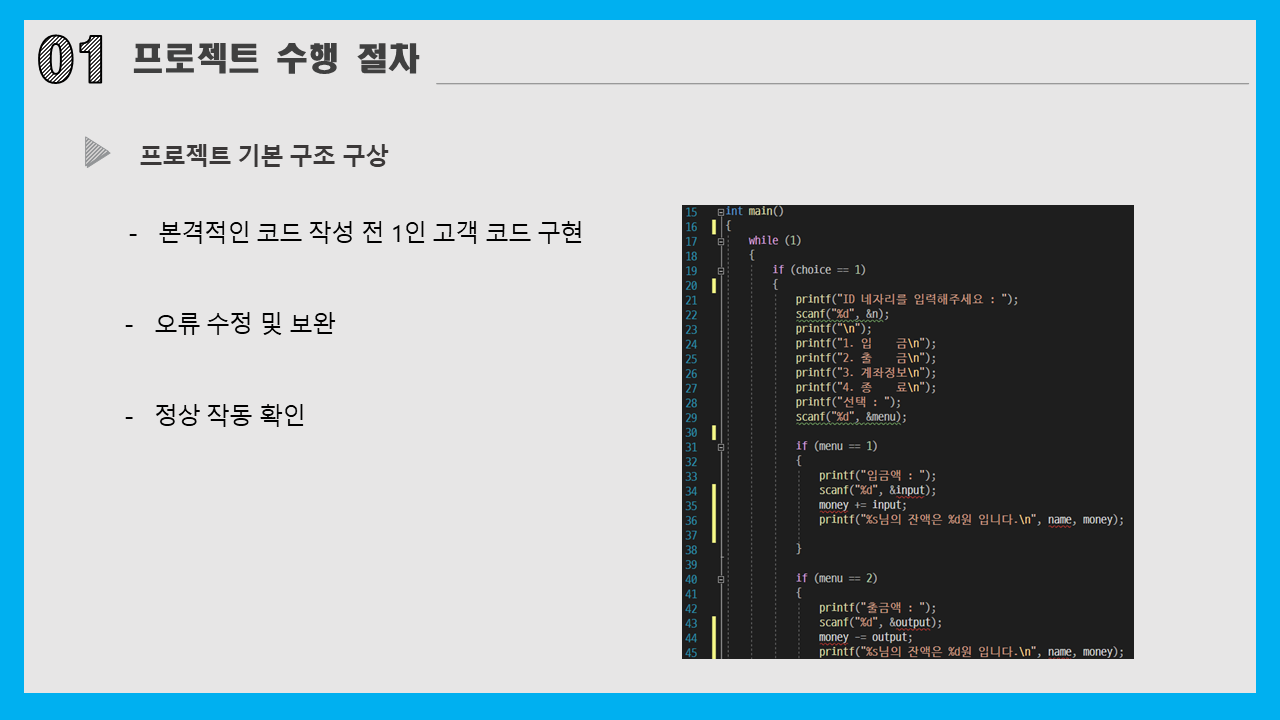 01 프로젝트 수행 절차
프로젝트 기본 구조 구상
- 본격적인 코드 작성 전 1인 고객 코드 구현
- 오류 수정 및 보완
- 정상 작동 확인
15 int main()
16 {
17 while (1)
18 {
19 if (choice == 1)
20 {
21 printf("ID 네자리를 입력해주세요 : ");
22 scanf("%d", &n);
23 printf("\n");
24 printf("1. 입    금\n");
25 printf("2. 출    금\n");
26 printf("3. 계좌정보\n");
27 printf("4. 종    료\n");
28 printf("선택 : ");
29 scanf("%d", &menu);
30
31 if (menu == 1)
32 {
33 printf("입금액 : ");
34 scanf("%d", &input);
35 money += input;
36 printf("%s님의 잔액은 %d원 입니다.\n", name, money);
37
38 }
39
40 if (menu == 2)
41 {
42 printf("출금액 : ");
43 scanf("%d", &output);
44 money -= output;
45 printf("%s님의 잔액은 %d원 입니다.\n", name, money);